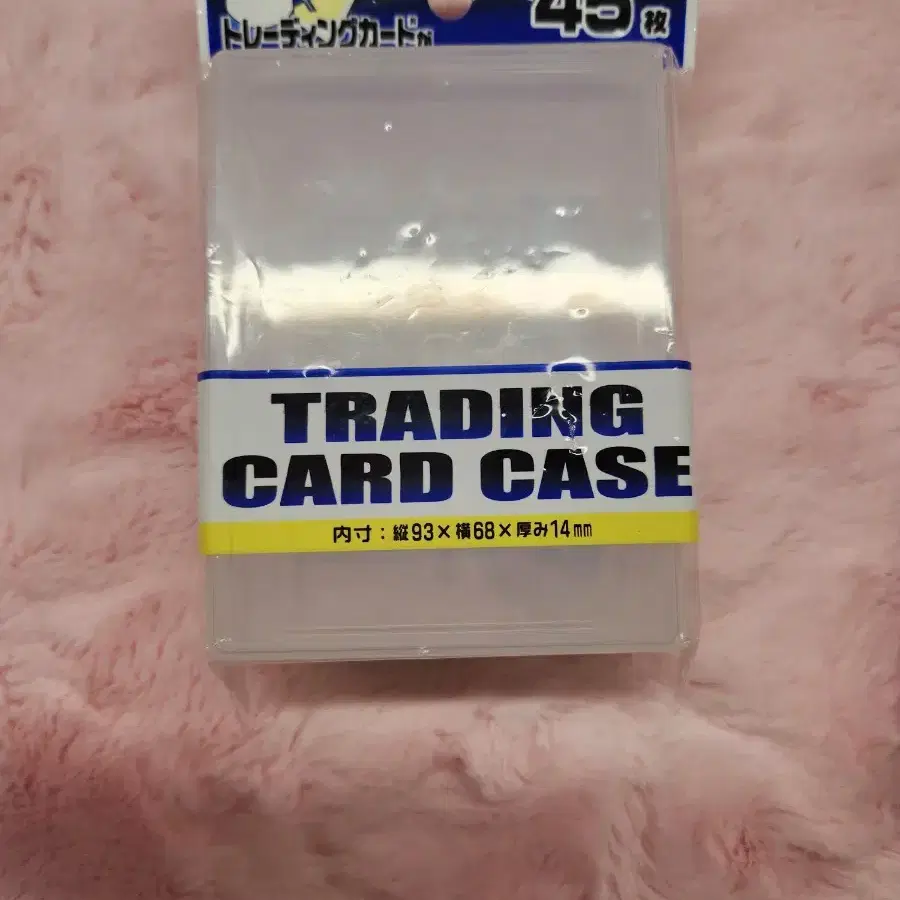 トレーディングカードが
45枚
TRADING
CARD CASE
内寸：縦93×横68×厚み14mm